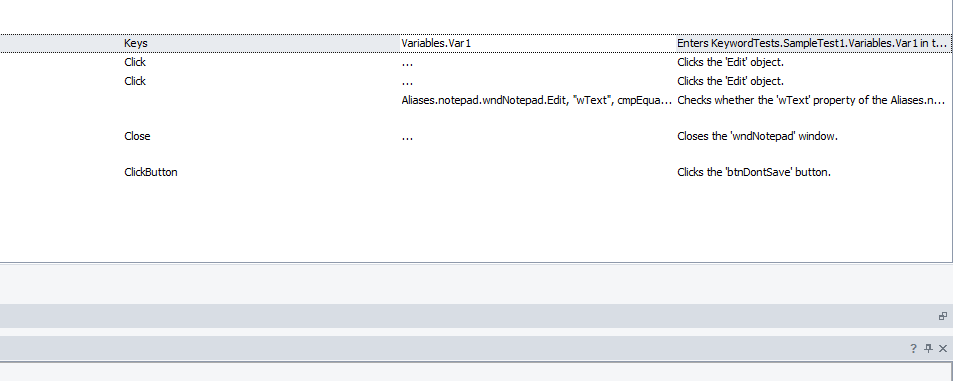 Keys Variables.Var1 Enters KeywordTests.SampleTest1.Variables.Var1 in t...
Click ... Clicks the 'Edit' object.
Click ... Clicks the 'Edit' object.
Aliases.notepad.wndNotepad.Edit, "wText", cmpEqua... Checks whether the 'wText' property of the Aliases.n...
Close ... Closes the 'wndNotepad' window.
ClickButton Clicks the 'btnDontSave' button.
?